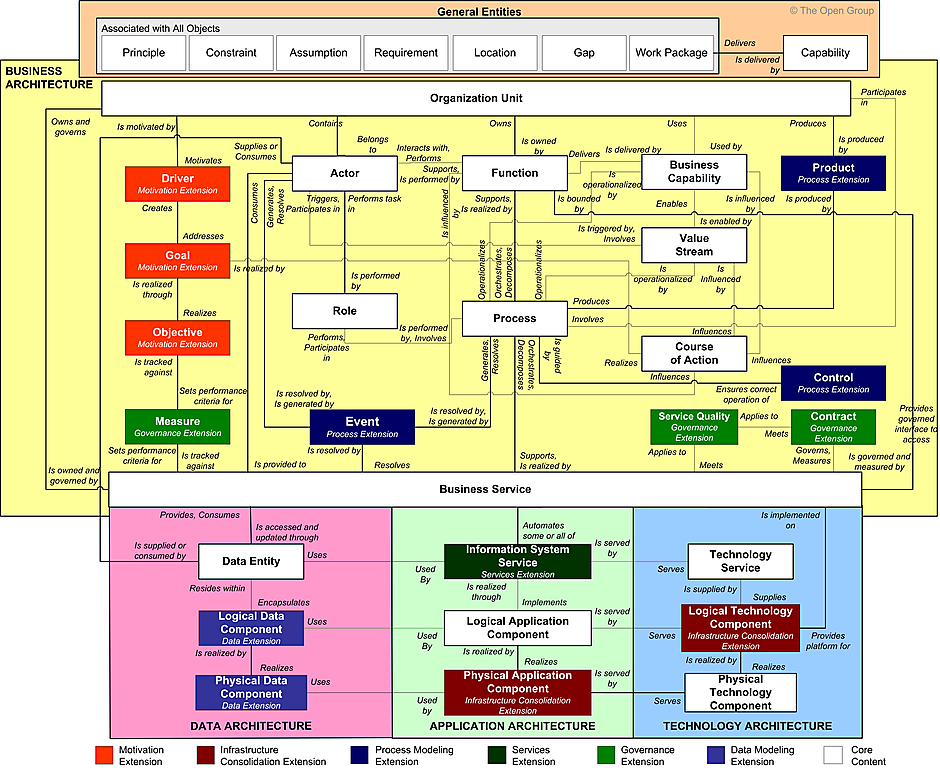 General Entities
© The Open Group
Associated with All Objects
Principle
Constraint
Assumption
Requirement
Location
Gap
Work Package
Delivers
Is delivered
by
Capability
BUSINESS
ARCHITECTURE
Organization Unit
Participates
in
Owns and
governs
Is motivated by
Contains
Owns
Uses
Produces
Supplies or
Consumes
Belongs
to
Interacts with,
Performs
Is owned
by
Delivers
Is delivered by
Used by
Is produced
by
Motivates
Driver
Motivation Extension
Actor
Supports,
Is performed by
Function
Is
operationalized
by
Business
Capability
Product
Process Extension
Creates
Consumes
Generates,
Resolves
Triggers,
Participates in
Performs task
in
Is influenced
by
Supports,
Is realized by
Is bounded
by
Enables
Is influenced
by
Is produced
by
Addresses
Is triggered by,
Involves
Is enabled by
Goal
Motivation Extension
Is realized by
Operationalizes
Orchestrates,
Decomposes
Operationalizes
Value
Stream
Is realized
through
Is performed
by
Is
operationalized
by
Is
Influenced
by
Realizes
Role
Process
Produces
Involves
Objective
Motivation Extension
Performs,
Participates
in
Is performed
by, Involves
Influences
Is tracked
against
Generates,
Resolves
Orchestrates,
Decomposes
Is guided
by
Realizes
Course
of Action
Influences
Influences
Control
Process Extension
Sets performance
criteria for
Is resolved by,
Is generated by
Ensures correct
operation of
Measure
Governance Extension
Event
Process Extension
Is resolved by,
Is generated by
Service Quality
Governance
Extension
Applies to
Meets
Contract
Governance
Extension
Provides
governed
interface to
access
Sets performance
criteria for
Is tracked
against
Is resolved by
Supports,
Is realized by
Applies to
Governs,
Measures
Is governed and
measured by
Is owned and
governed by
Is provided to
Resolves
Meets
Business Service
Provides, Consumes
Is accessed and
updated through
Automates
some or all of
Is implemented
on
Is supplied or
consumed by
Data Entity
Uses
Used
By
Information System
Service
Services Extension
Is served
by
Serves
Technology
Service
Resides within
Encapsulates
Is realized
through
Implements
Is supplied by
Supplies
Logical Data
Component
Data Extension
Uses
Used
By
Logical Application
Component
Is served
by
Serves
Logical Technology
Component
Infrastructure Consolidation
Extension
Provides
platform for
Is realized by
Realizes
Is realized by
Realizes
Is realized by
Realizes
Physical Data
Component
Data Extension
Uses
Used
by
Physical Application
Component
Infrastructure Consolidation
Extension
Is served
by
Serves
Physical
Technology
Component
DATA ARCHITECTURE
APPLICATION ARCHITECTURE
TECHNOLOGY ARCHITECTURE
Motivation
Extension
Infrastructure
Consolidation Extension
Process Modeling
Extension
Services
Extension
Governance
Extension
Data Modeling
Extension
Core
Content